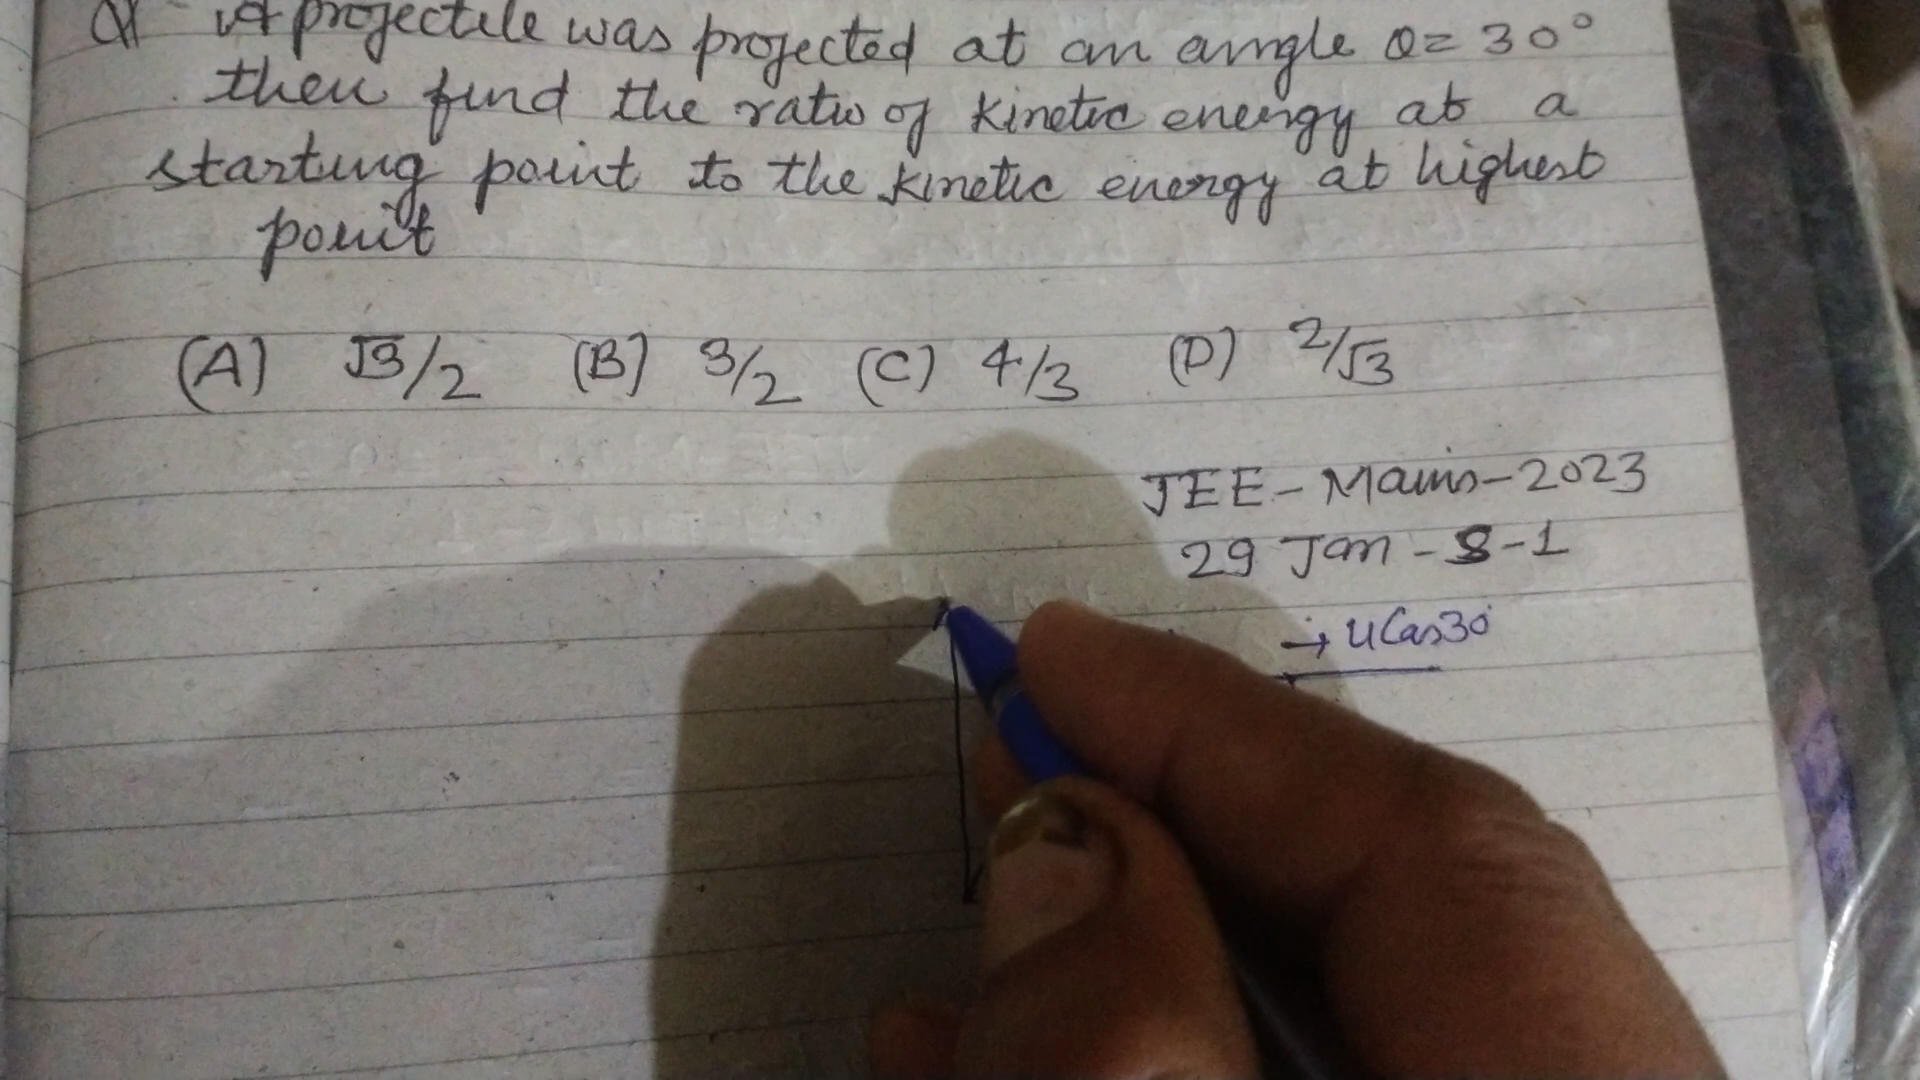 Q1 A projectile was projected at an angle θ = 30°
then find the ratio of kinetic energy at a
starting point to the kinetic energy at highest
point
(A) √3/2 (B) 3/2 (C) 4/3 (D) 2/√3
JEE - Mains - 2023
29 Jan - S - 1
→ uCos30